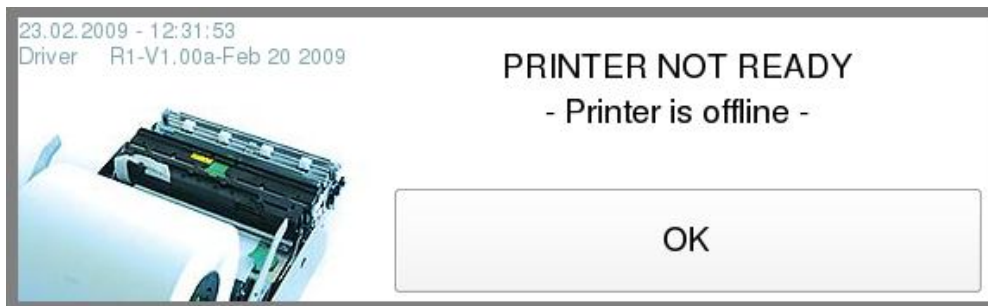 23.02.2009 - 12:31:53
Driver R1-V1.00a-Feb 20 2009
PRINTER NOT READY
- Printer is offline -
OK